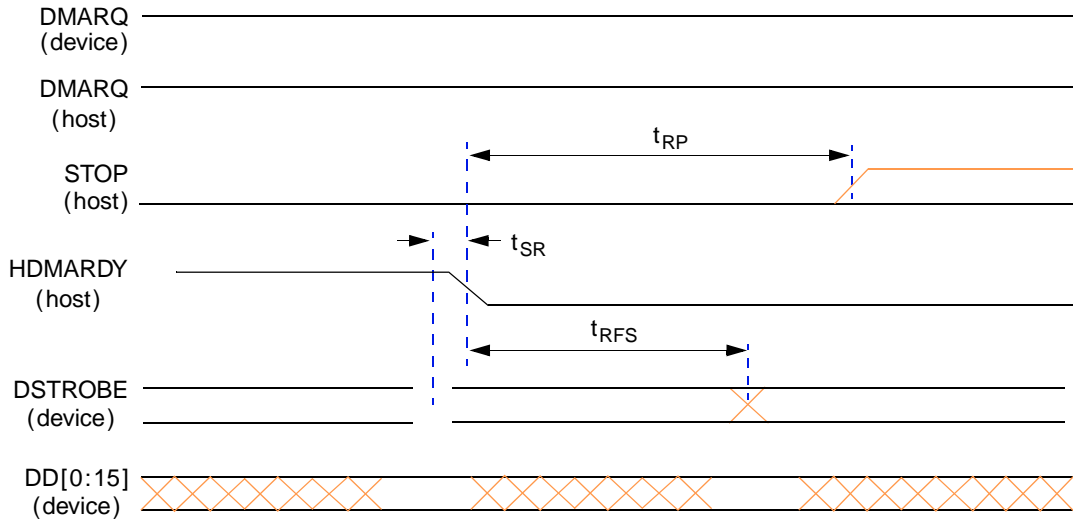 DMARQ
(device)
DMARQ
(host)
tRP
STOP
(host)
tSR
HDMARDY
(host)
tRFS
DSTROBE
(device)
DD[0:15]
(device)